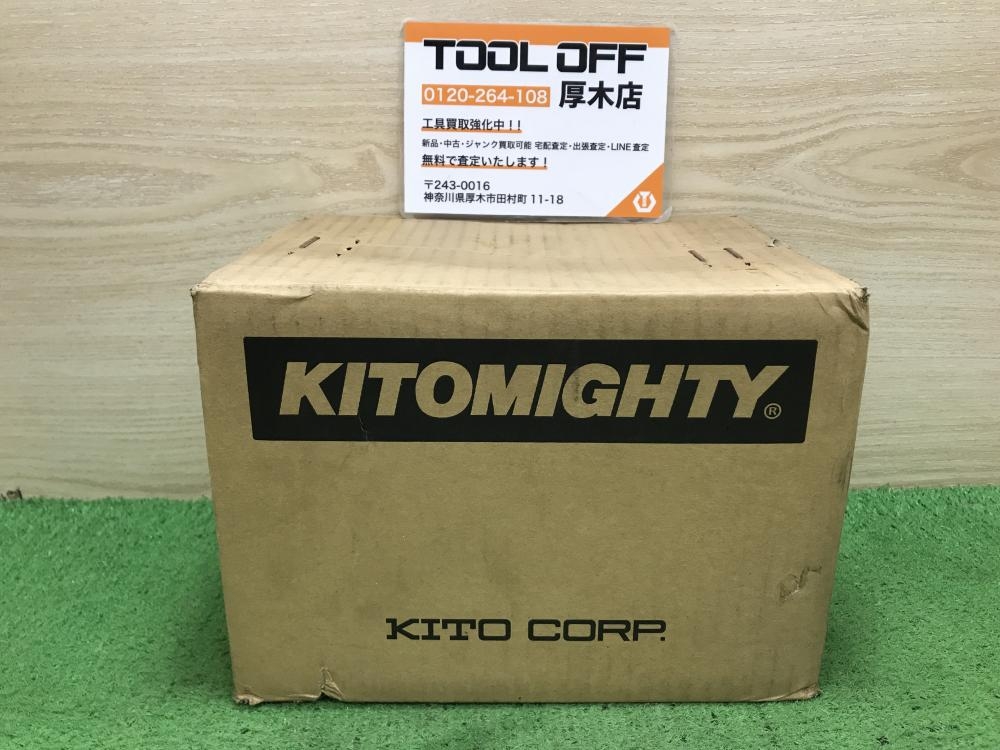 TOOL OFF
0120-264-108 厚木店
工具買取強化中！！
新品・中古・ジャンク買取可能 宅配査定・出張査定・LINE査定
無料で査定いたします！
〒243-0016
神奈川県厚木市田村町 11-18
KITOMIGHTY®
KITO CORP.